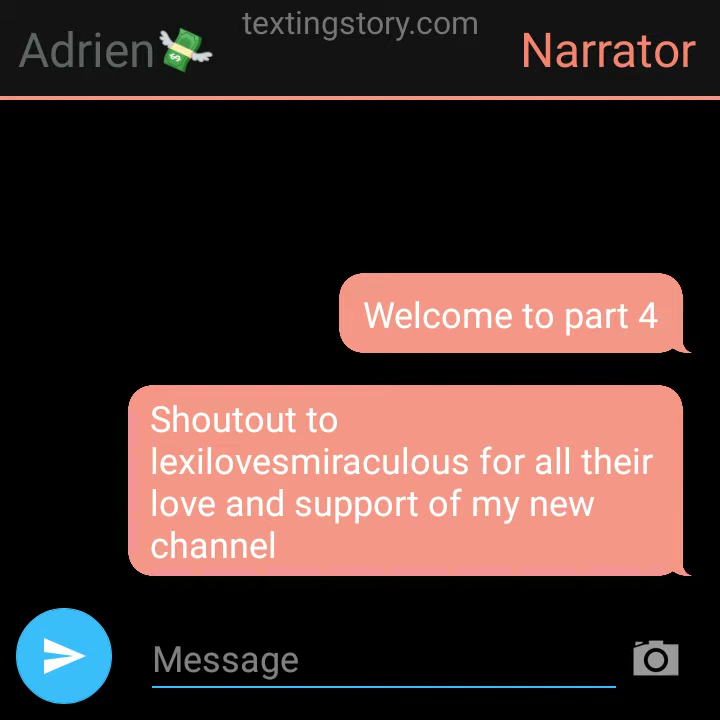 textingstory.com
Adrien💸
Narrator
Welcome to part 4
Shoutout to
lexilovesmiraculous for all their
love and support of my new
channel
Message